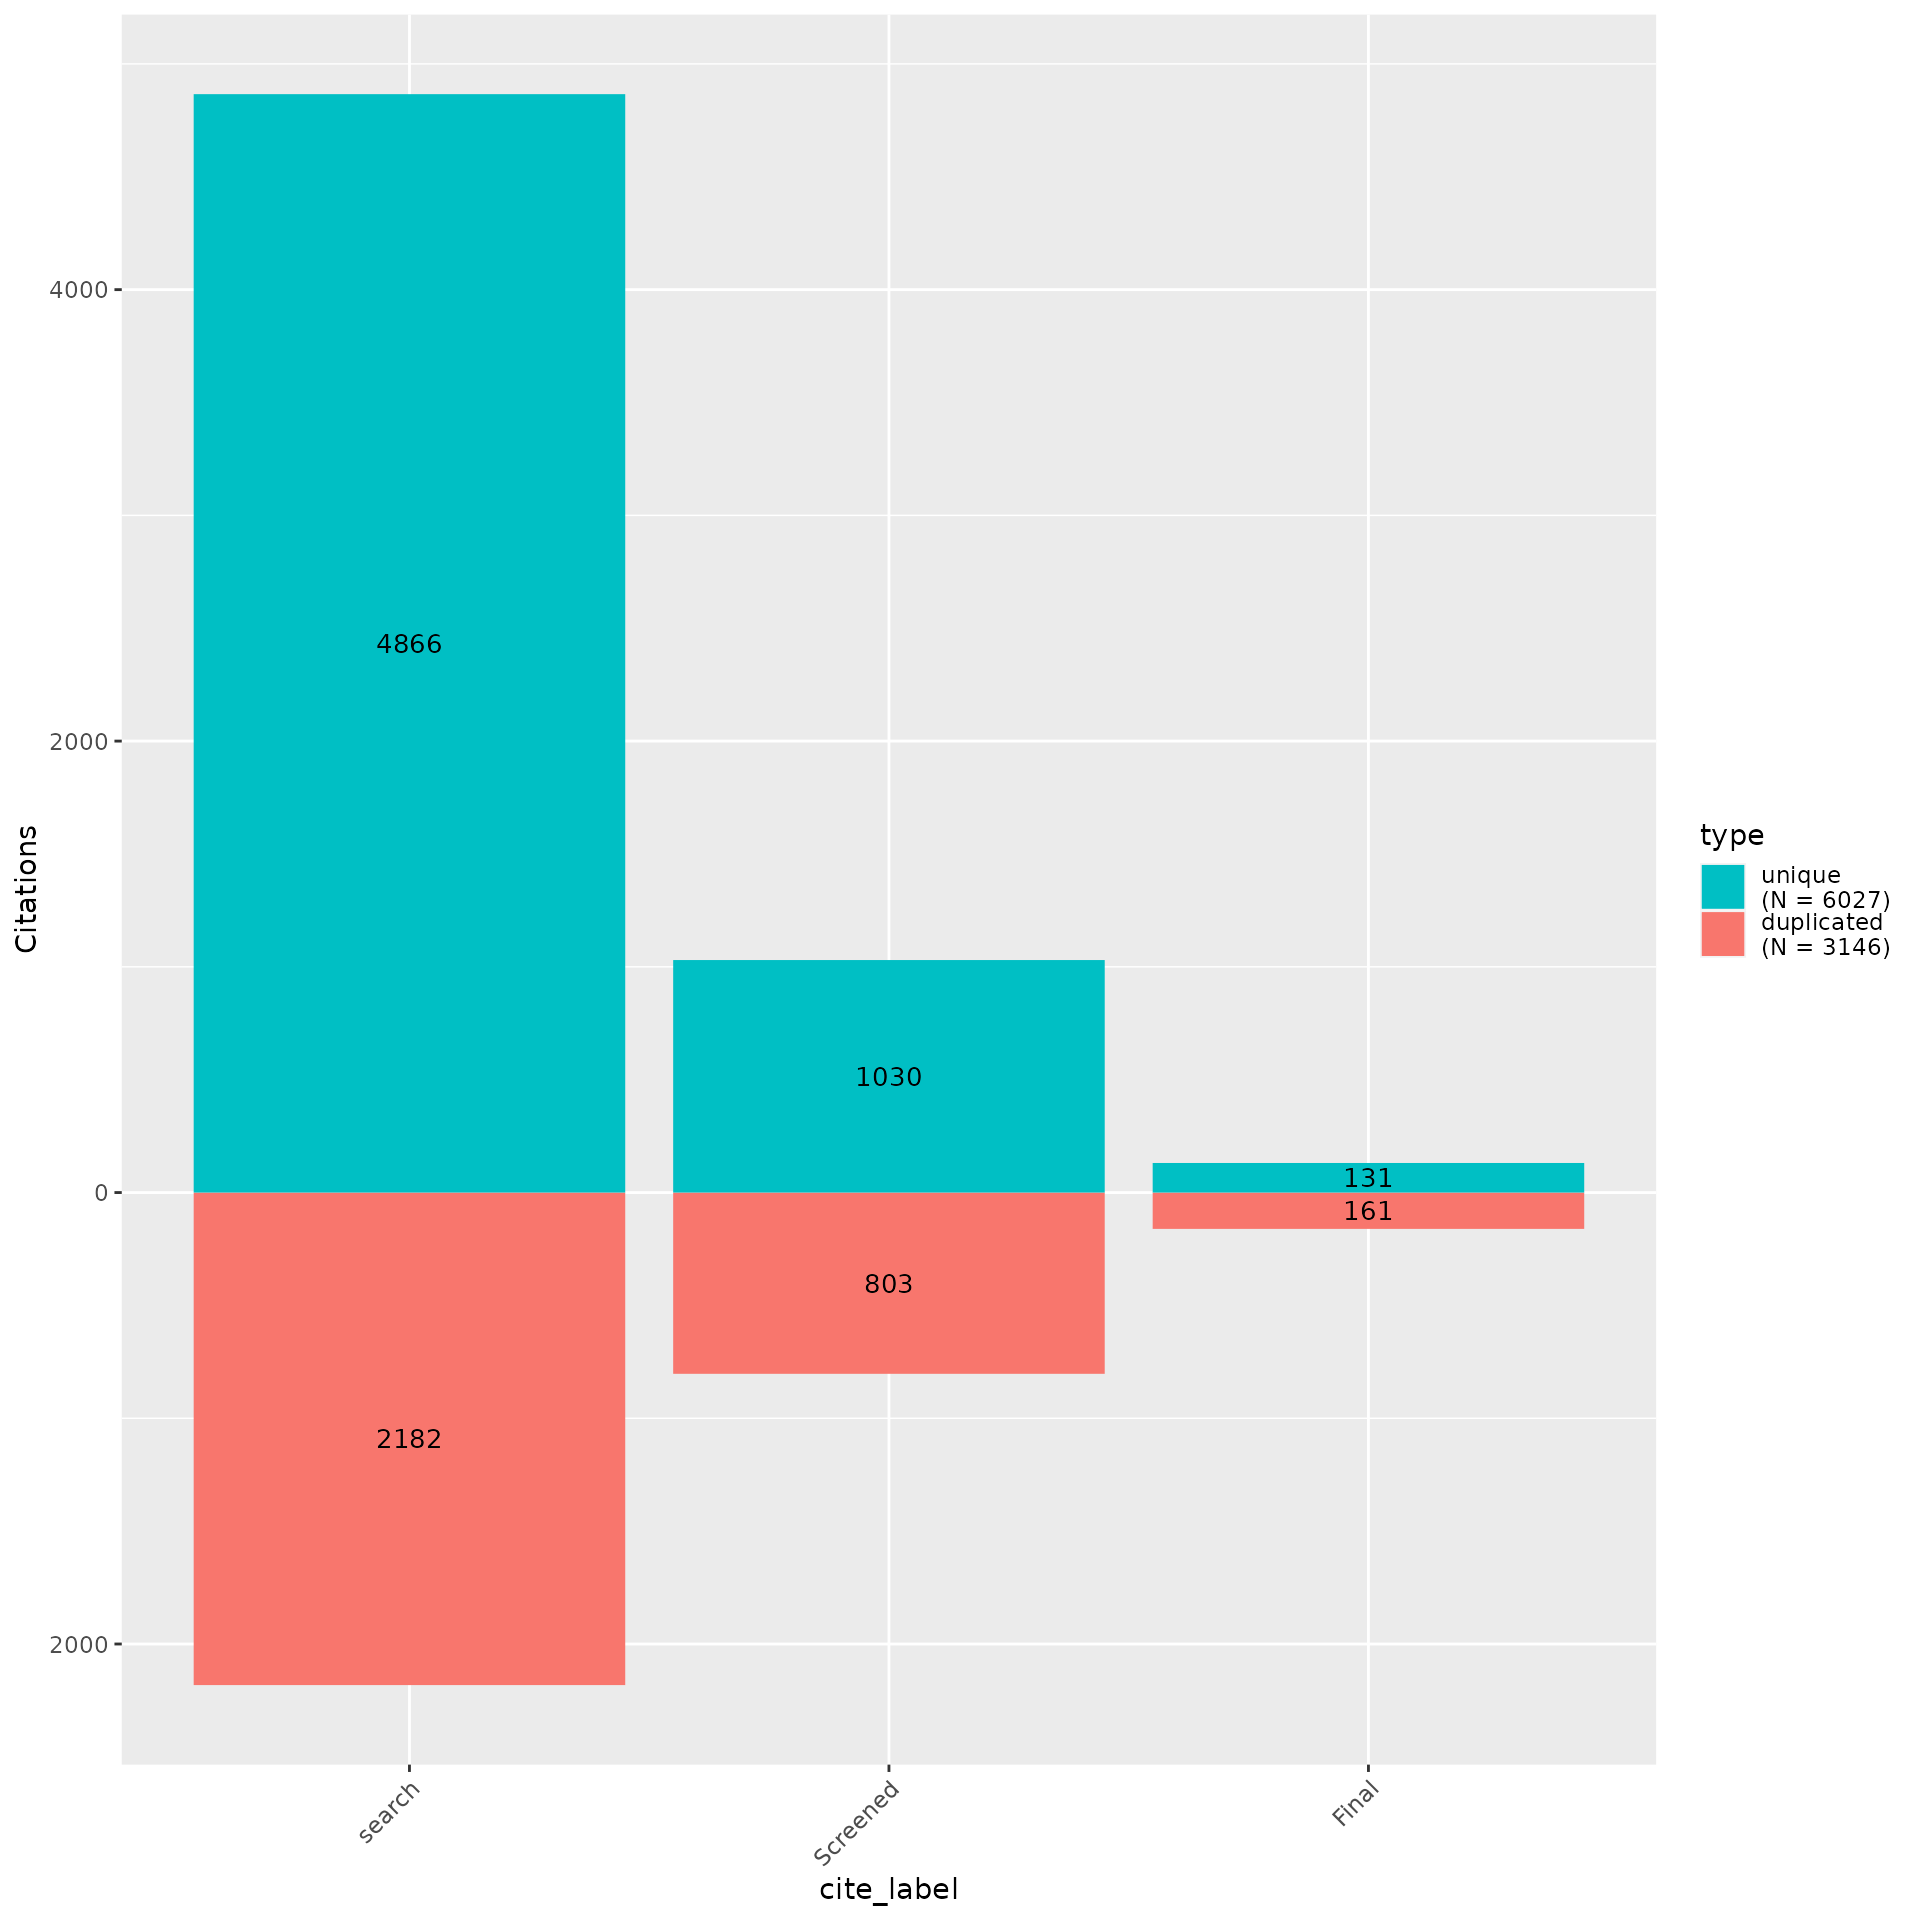 4000
2000
0
2000
Citations
4866
2182
1030
803
131
161
search
Screened
Final
cite_label
type
unique
(N = 6027)
duplicated
(N = 3146)